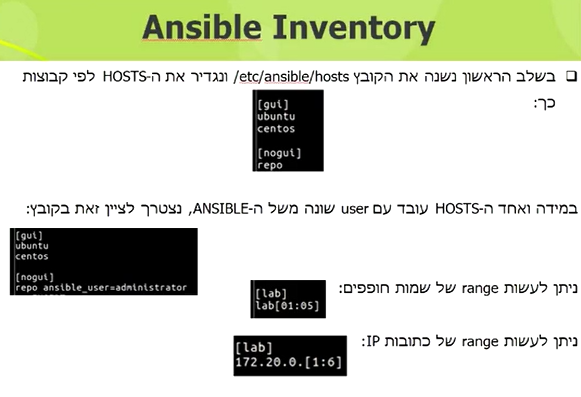 Ansible Inventory
בשלב הראשון נשנה את הקובץ /etc/ansible/hosts ונגדיר את ה-HOSTS לפי קבוצות
כך:
[gui]
ubuntu
centos
[nogui]
repo
במידה ואחד ה-HOSTS עובד עם user שונה משל ה-ANSIBLE, נצטרך לציין זאת בקובץ:
[gui]
ubuntu
centos
[nogui]
repo ansible_user=administrator
ניתן לעשות range של שמות חופפים:
[lab]
lab[01:05]
ניתן לעשות range של כתובות IP:
[lab]
172.20.0.[1:6]